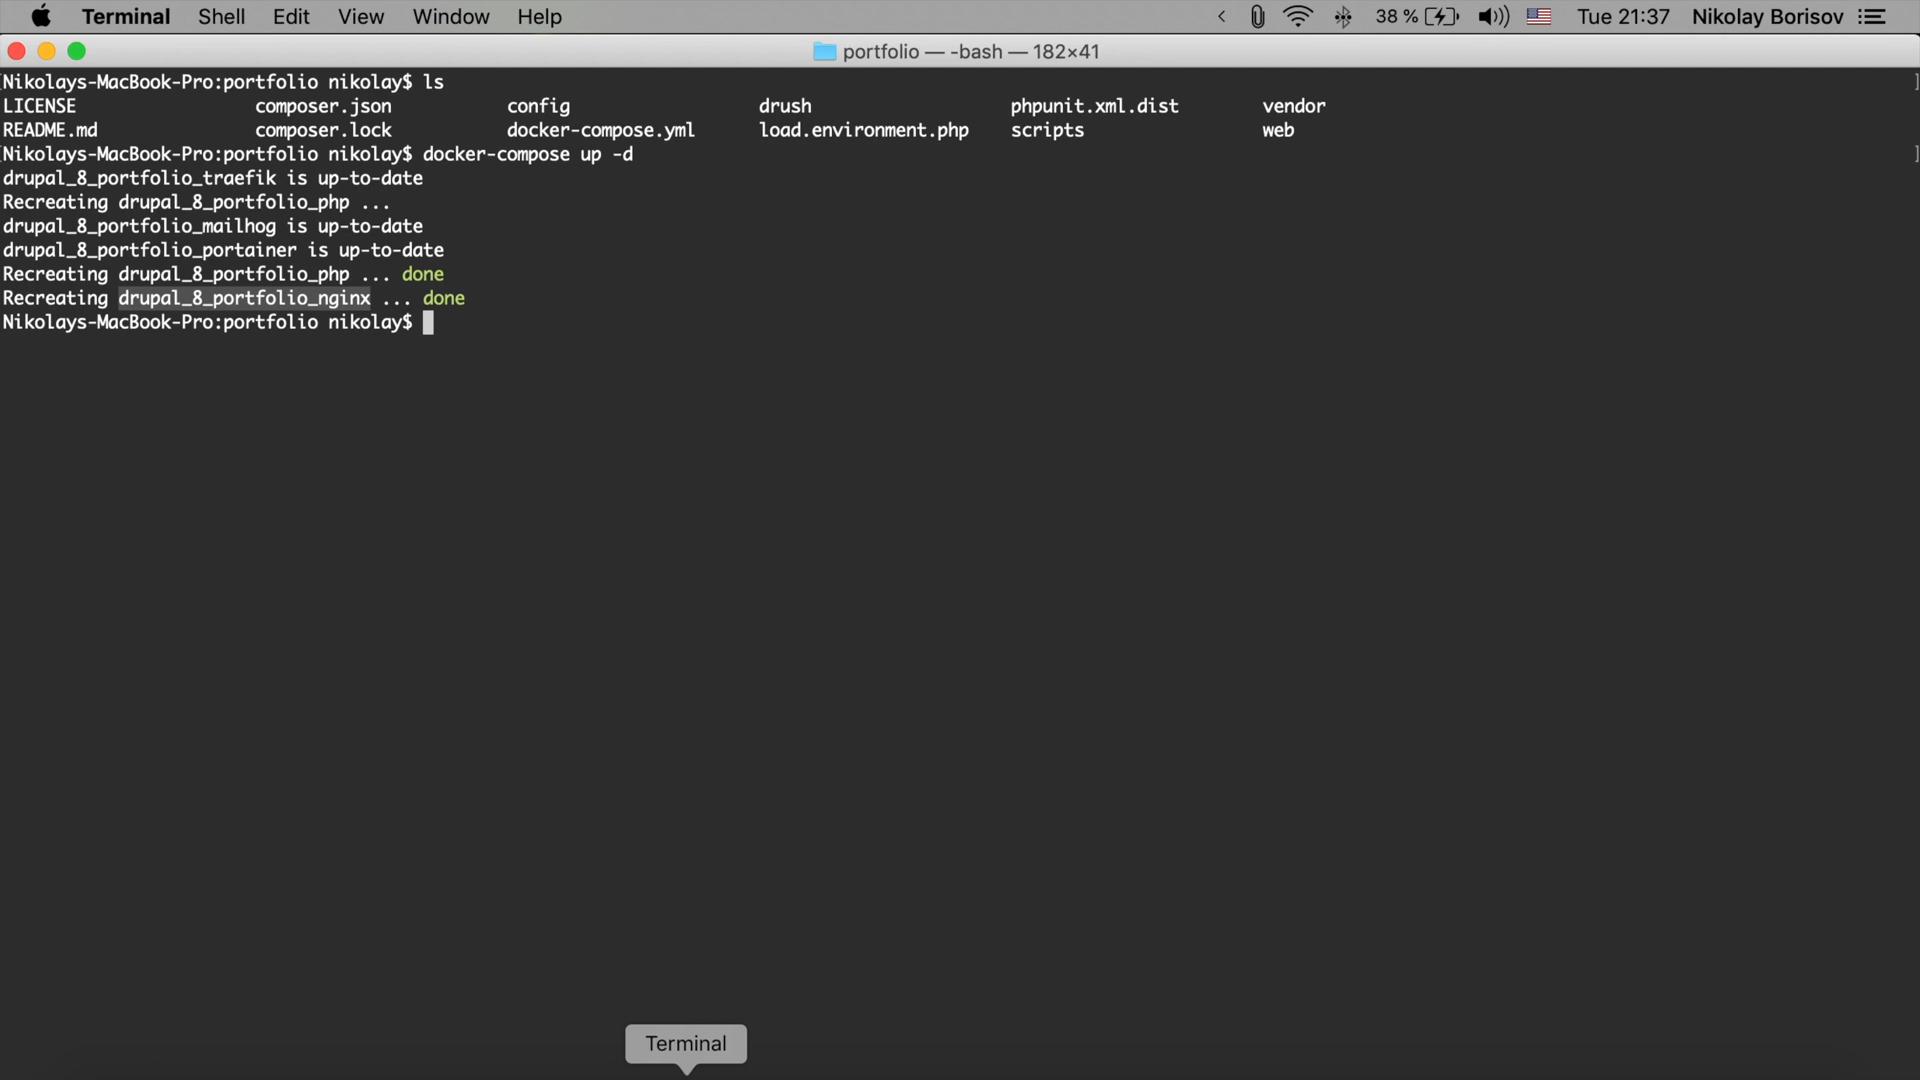 Terminal Shell Edit View Window Help 38 % Tue 21:37 Nikolay Borisov
portfolio — -bash — 182×41
Nikolays-MacBook-Pro:portfolio nikolay$ ls
LICENSE composer.json config drush phpunit.xml.dist vendor
README.md composer.lock docker-compose.yml load.environment.php scripts web
Nikolays-MacBook-Pro:portfolio nikolay$ docker-compose up -d
drupal_8_portfolio_traefik is up-to-date
Recreating drupal_8_portfolio_php ...
drupal_8_portfolio_mailhog is up-to-date
drupal_8_portfolio_portainer is up-to-date
Recreating drupal_8_portfolio_php ... done
Recreating drupal_8_portfolio_nginx ... done
Nikolays-MacBook-Pro:portfolio nikolay$
Terminal